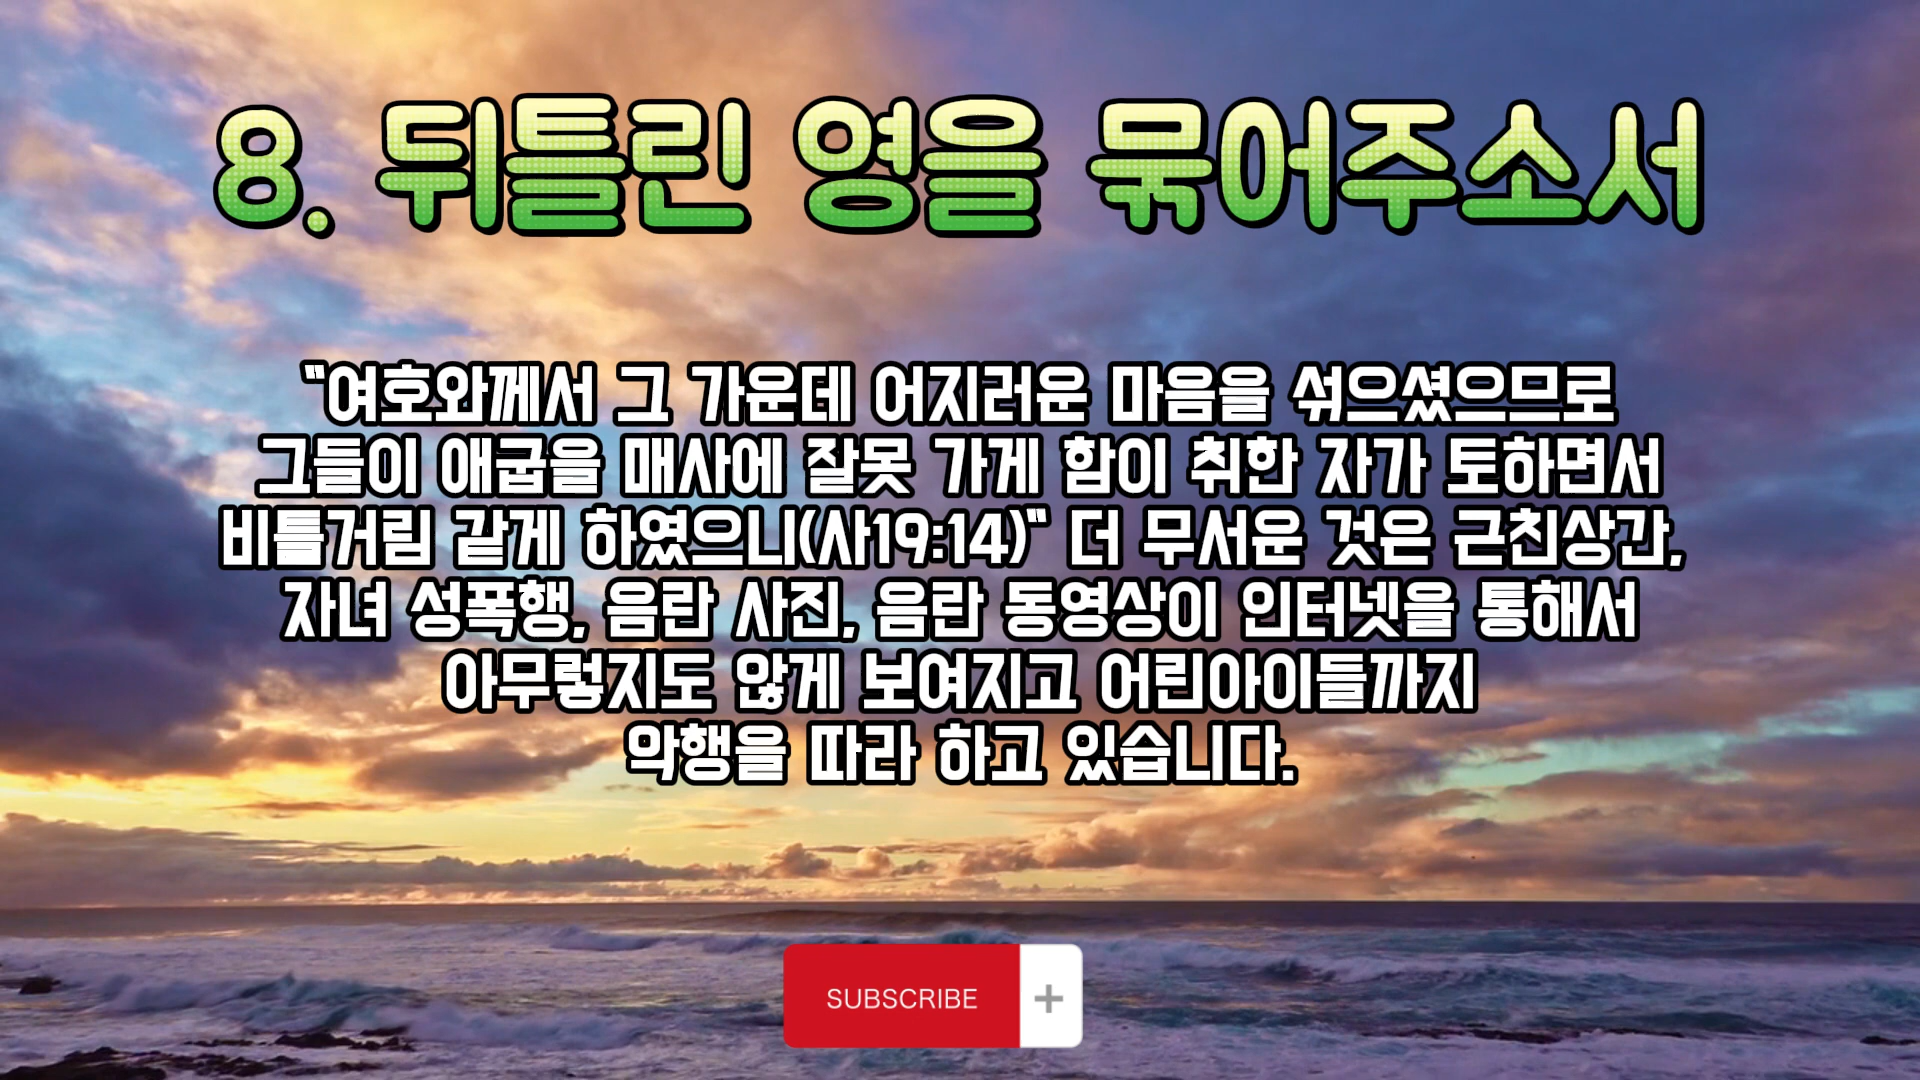 8. 뒤틀린 영을 묶어주소서
"여호와께서 그 가운데 어지러운 마음을 섞으셨으므로
그들이 애굽을 매사에 잘못 가게 함이 취한 자가 토하면서
비틀거림 같게 하였으니(사19:14)" 더 무서운 것은 근친상간,
자녀 성폭행, 음란 사진, 음란 동영상이 인터넷을 통해서
아무렇지도 않게 보여지고 어린아이들까지
악행을 따라 하고 있습니다.
SUBSCRIBE +